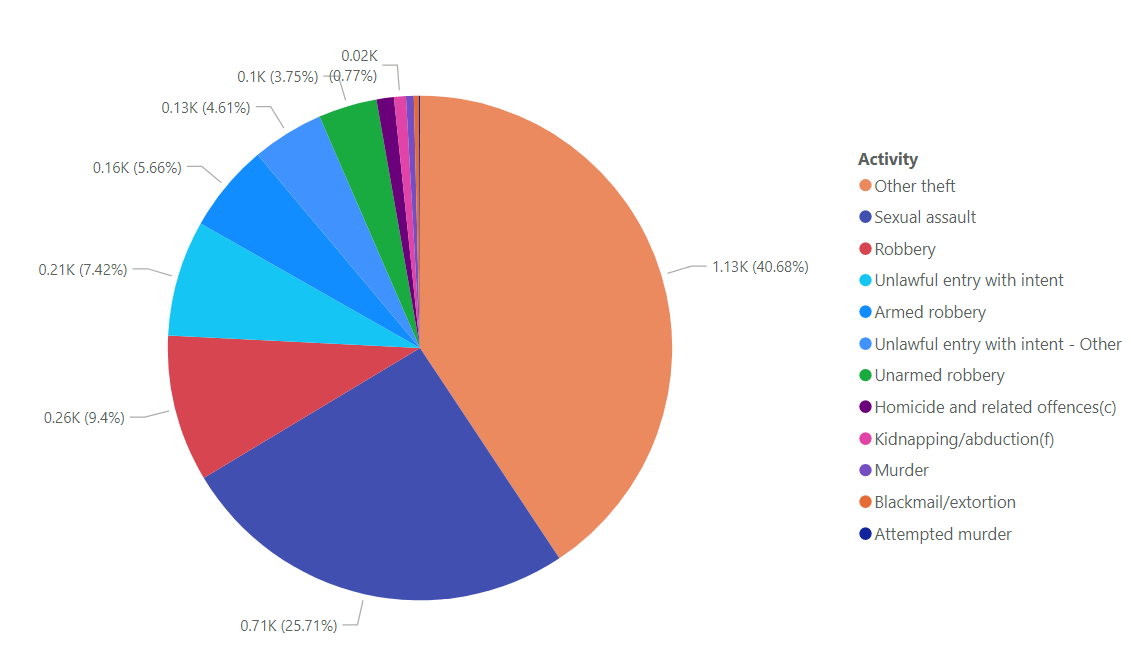 0.02K
(0.77%)
0.1K (3.75%)
0.13K (4.61%)
0.16K (5.66%)
0.21K (7.42%)
0.26K (9.4%)
0.71K (25.71%)
1.13K (40.68%)
Activity
Other theft
Sexual assault
Robbery
Unlawful entry with intent
Armed robbery
Unlawful entry with intent - Other
Unarmed robbery
Homicide and related offences(c)
Kidnapping/abduction(f)
Murder
Blackmail/extortion
Attempted murder